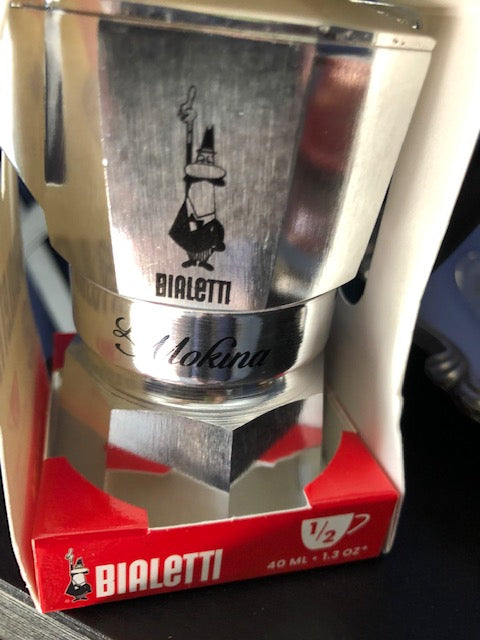 BIALETTI
Mokina
1/2
BIALETTI
40 ML • 1.3 OZ*